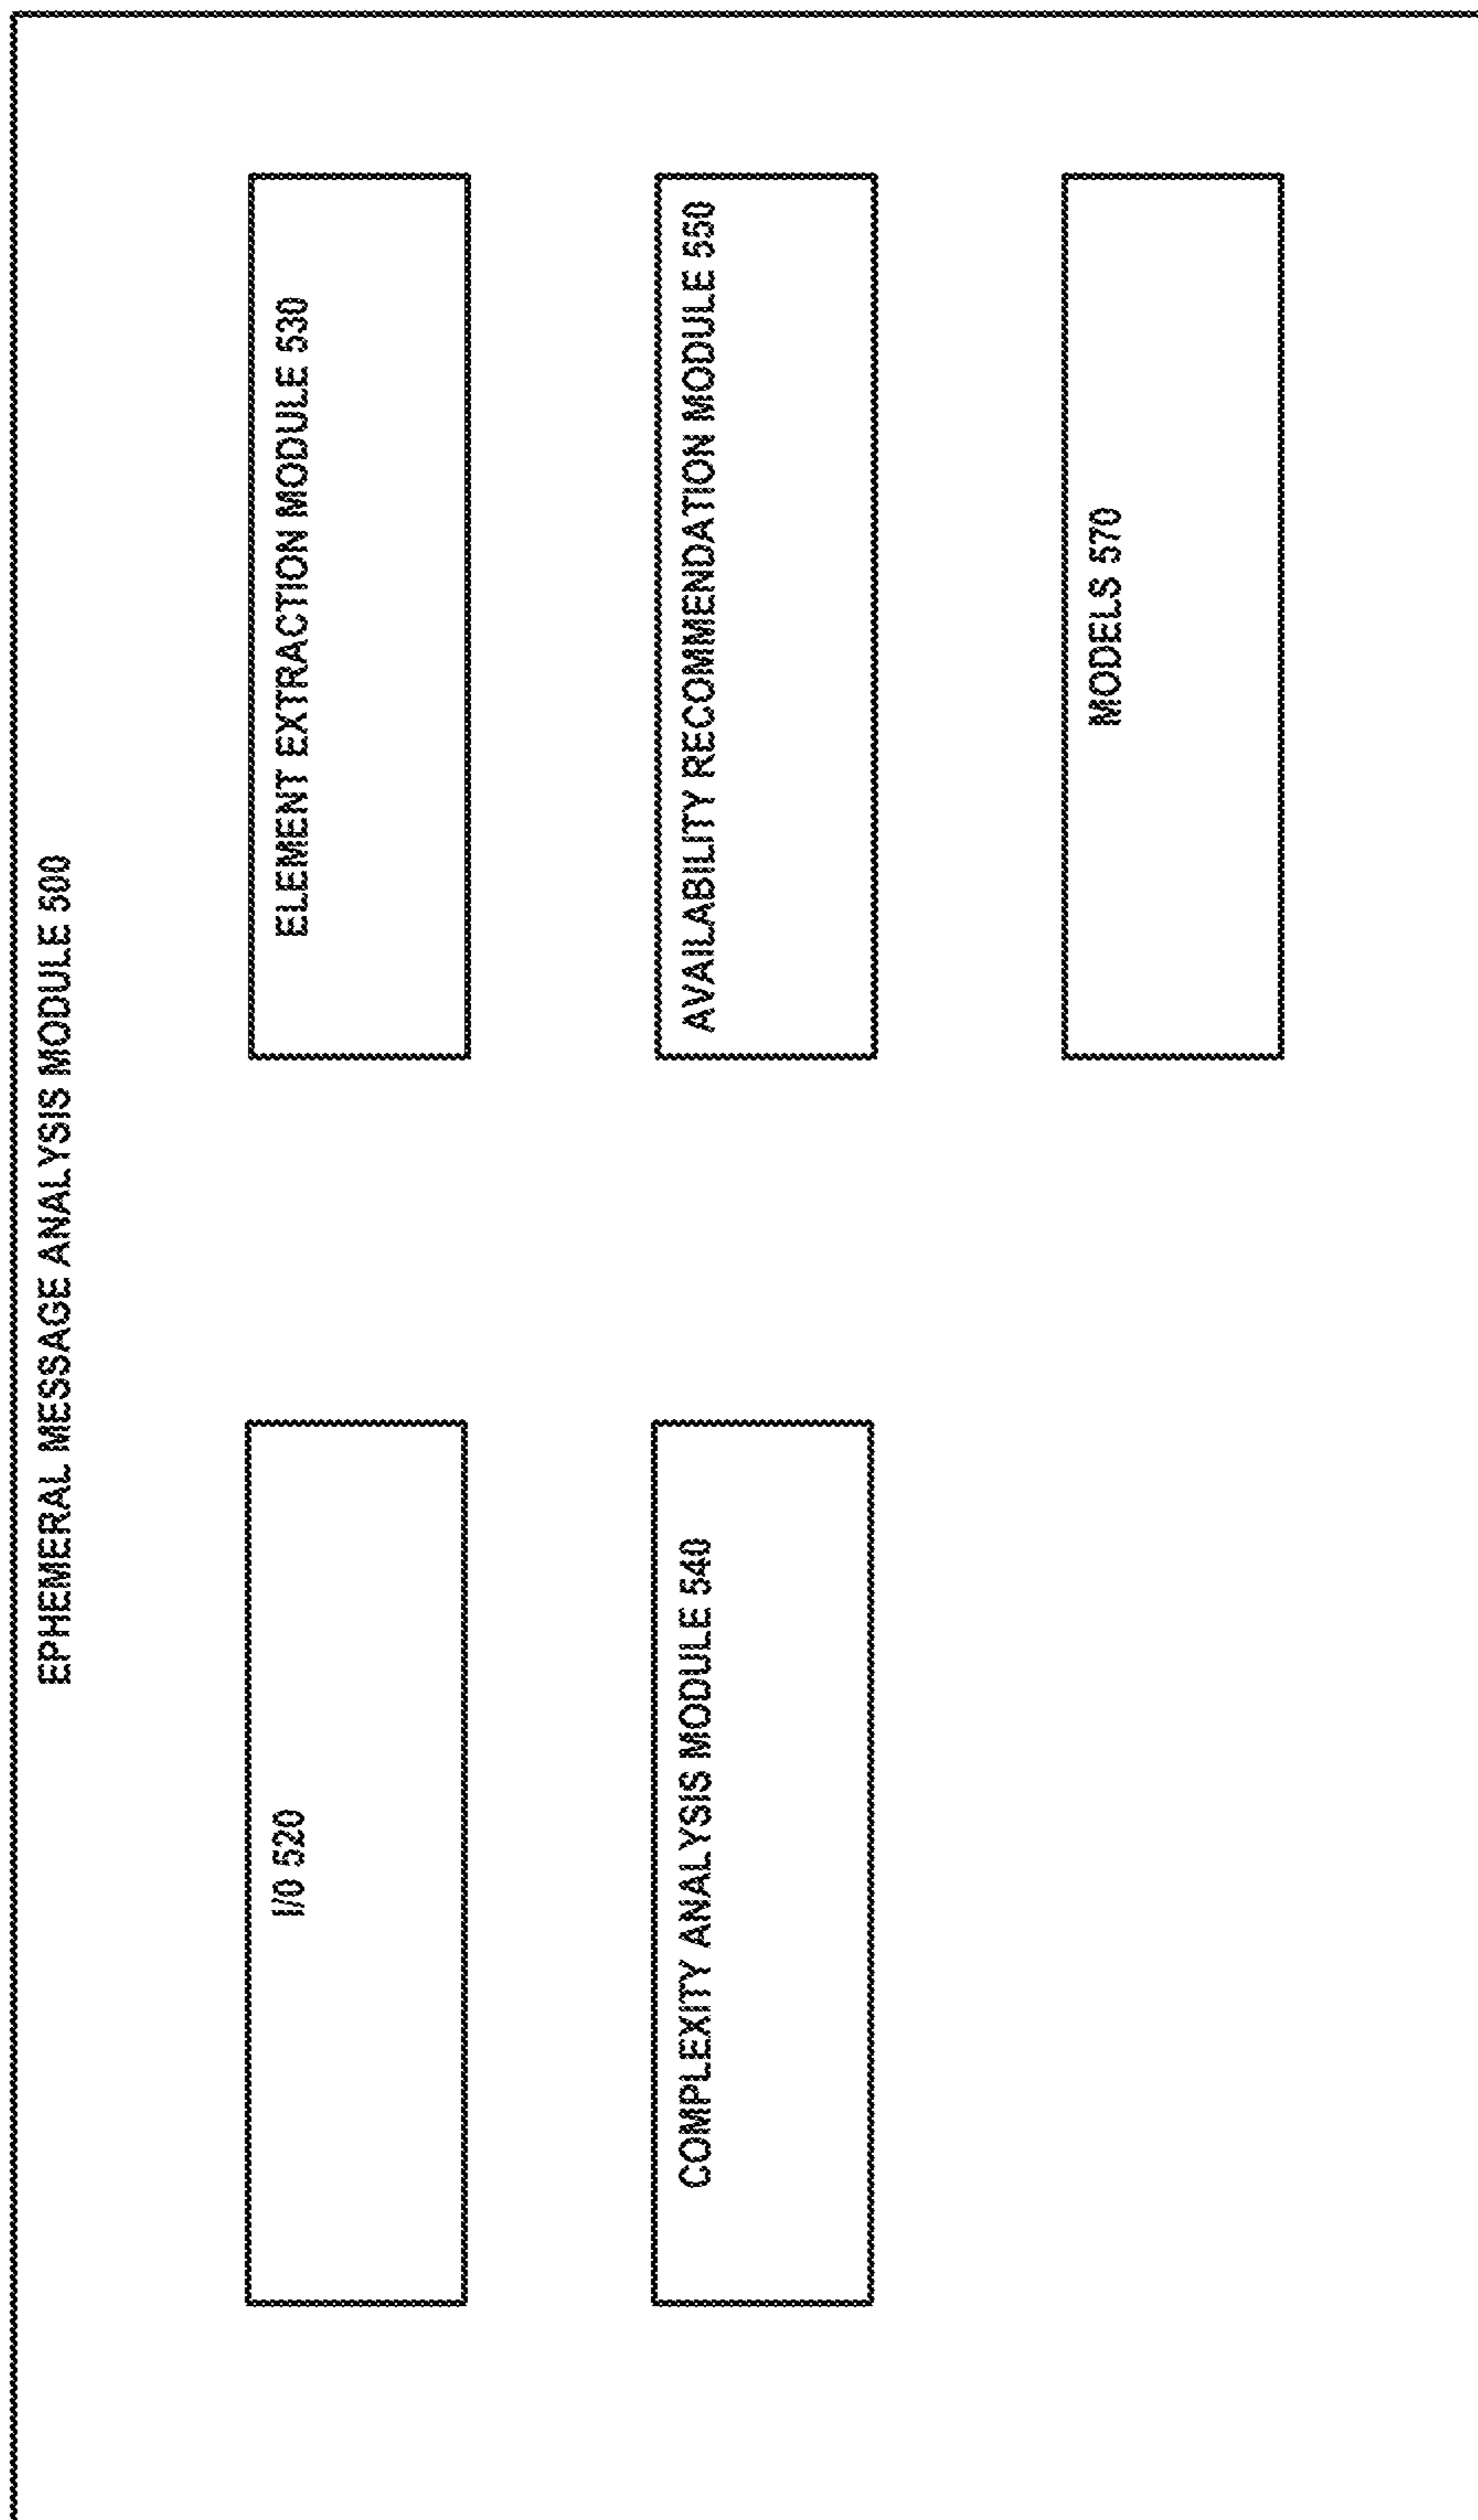 EPHEMERAL MESSAGE ANALYSIS MODULE 500
I/O 520
ELEMENT EXTRACTION MODULE 530
COMPLEXITY ANALYSIS MODULE 540
AVAILABILITY RECOMMENDATION MODULE 550
MODELS 570